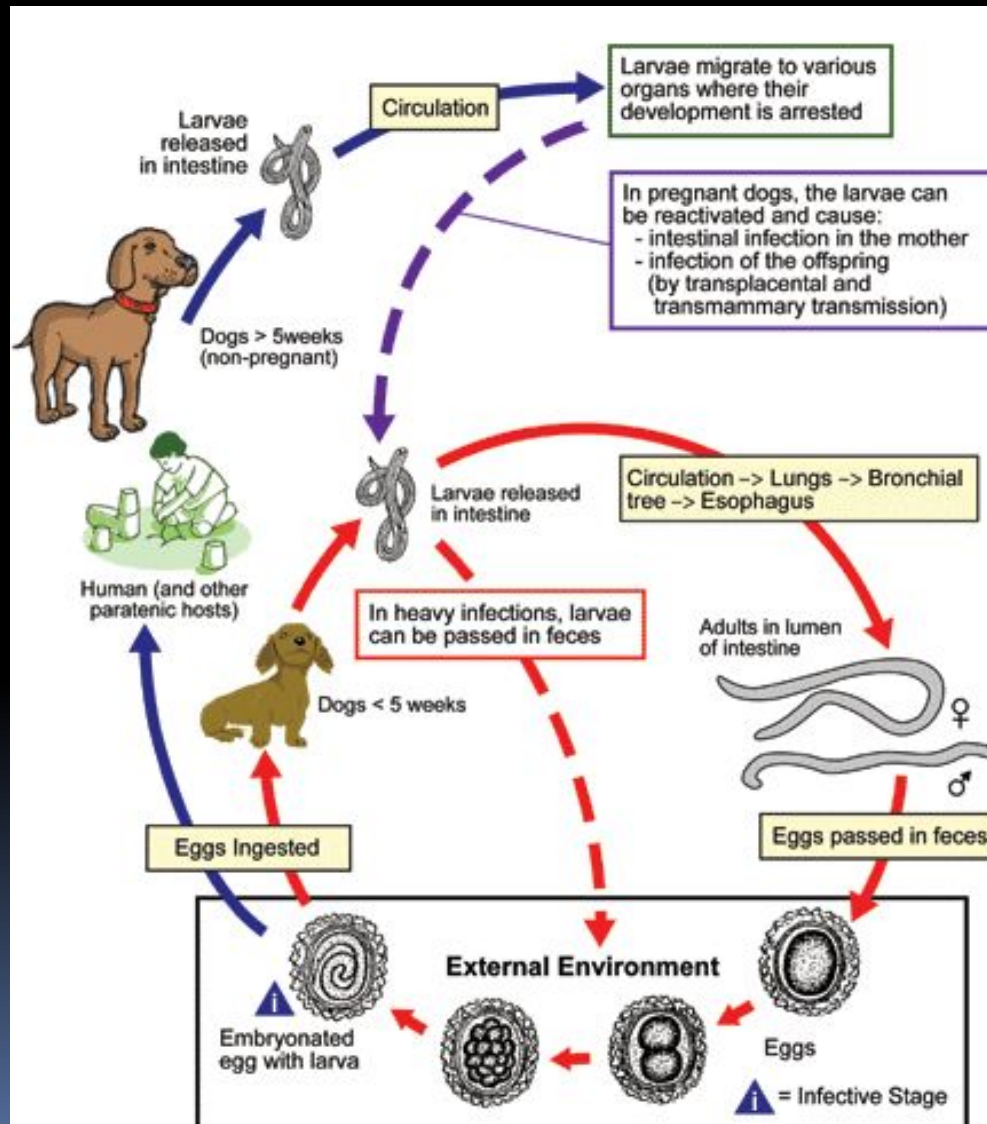 Larvae migrate to various
organs where their
development is arrested
Circulation
Larvae
released
in intestine
In pregnant dogs, the larvae can
be reactivated and cause:
- intestinal infection in the mother
- infection of the offspring
(by transplacental and
transmammary transmission)
Dogs > 5weeks
(non-pregnant)
Circulation –> Lungs –> Bronchial
tree –> Esophagus
Larvae released
in intestine
Human (and other
paratenic hosts)
In heavy infections, larvae
can be passed in feces
Adults in lumen
of intestine
♀
Dogs < 5 weeks
♂
Eggs Ingested
Eggs passed in feces
External Environment
i
Embryonated
egg with larva
Eggs
i = Infective Stage